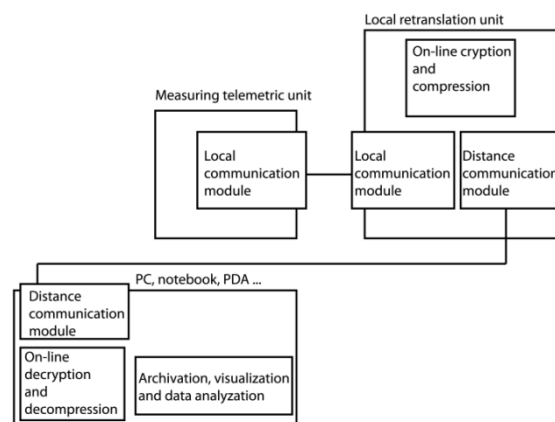 Local retranslation unit
On-line cryption
and
compression
Measuring telemetric unit
Local
communication
module
Local
communication
module
Distance
communication
module
PC, notebook, PDA ...
Distance
communication
module
On-line
decryption
and
decompression
Archivation, visualization
and data analyzation